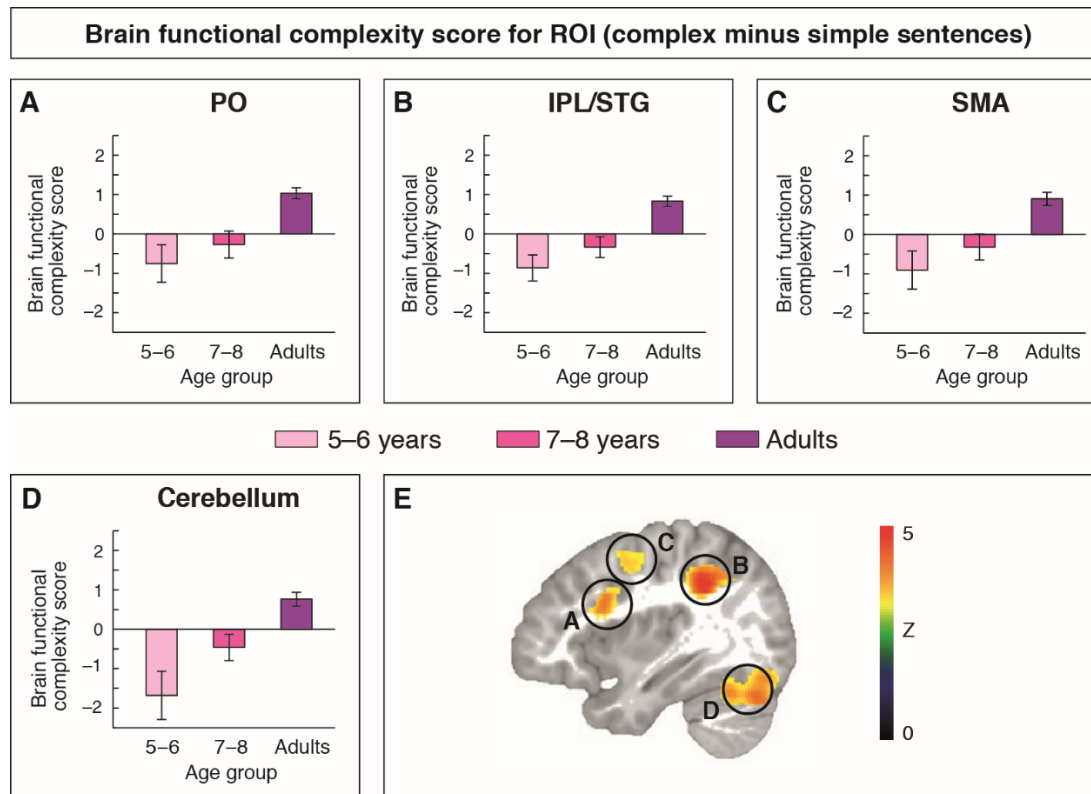 Brain functional complexity score for ROI (complex minus simple sentences)
A
PO
Brain functional
complexity score
2
1
0
−1
−2
5–6
7–8
Adults
Age group
B
IPL/STG
Brain functional
complexity score
2
1
0
−1
−2
5–6
7–8
Adults
Age group
C
SMA
Brain functional
complexity score
2
1
0
−1
−2
5–6
7–8
Adults
Age group
5–6 years
7–8 years
Adults
D
Cerebellum
Brain functional
complexity score
2
1
0
−1
−2
5–6
7–8
Adults
Age group
E
C
B
A
D
5
Z
0